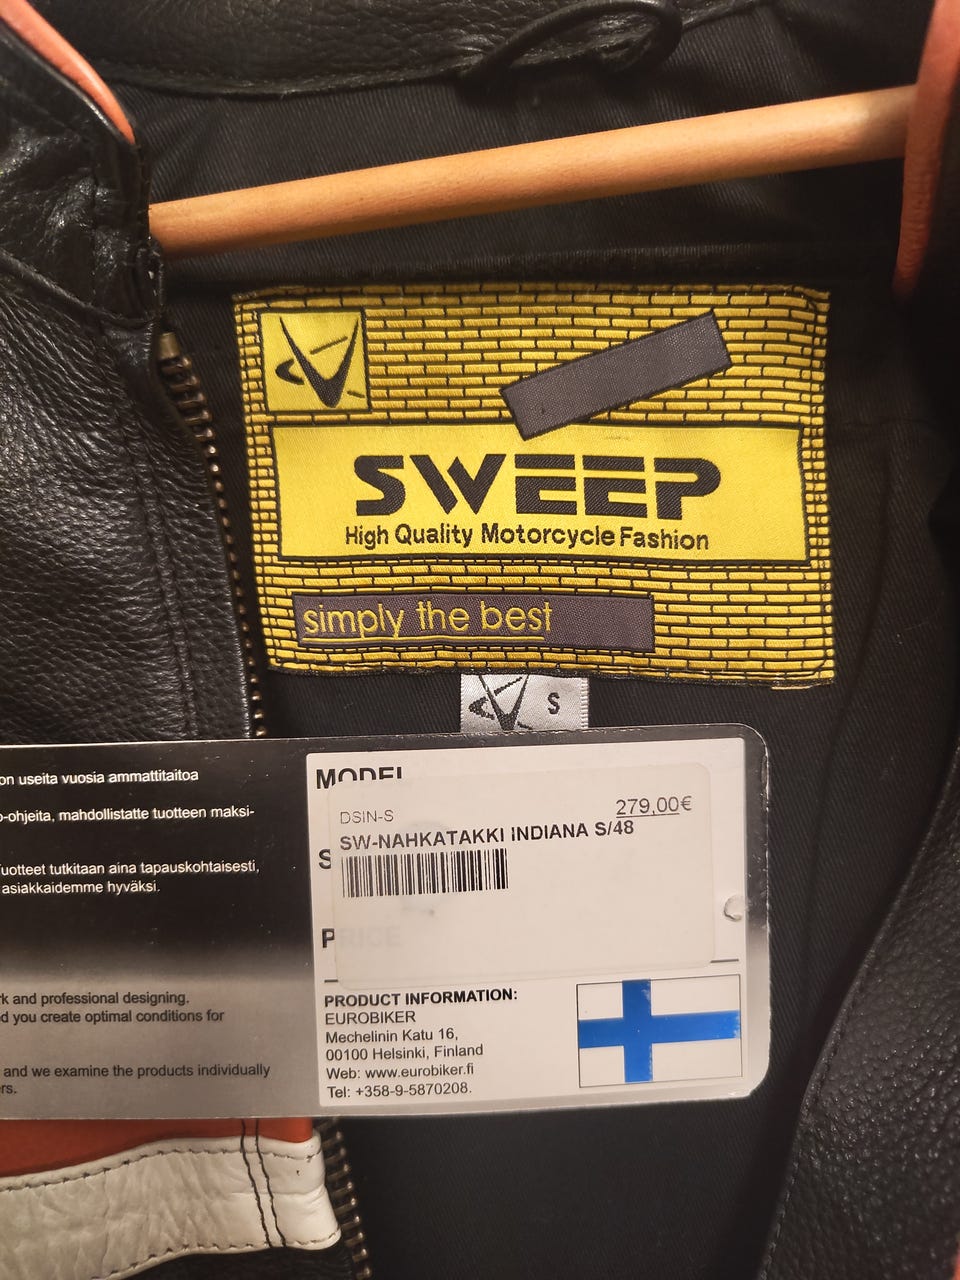 SWEEP
High Quality Motorcycle Fashion
simply the best
S
on useita vuosia ammattitaitoa
-ohjeita, mahdollistatte tuotteen maksi-
uotteet tutkitaan aina tapauskohtaisesti,
asiakkaidemme hyväksi.
k and professional designing.
d you create optimal conditions for
and we examine the products individually
rs.
MODEL
DSIN-S
279,00€
SW-NAHKATAKKI INDIANA S/48
S
PRICE
PRODUCT INFORMATION:
EUROBIKER
Mechelinin Katu 16,
00100 Helsinki, Finland
Web: www.eurobiker.fi
Tel: +358-9-5870208.